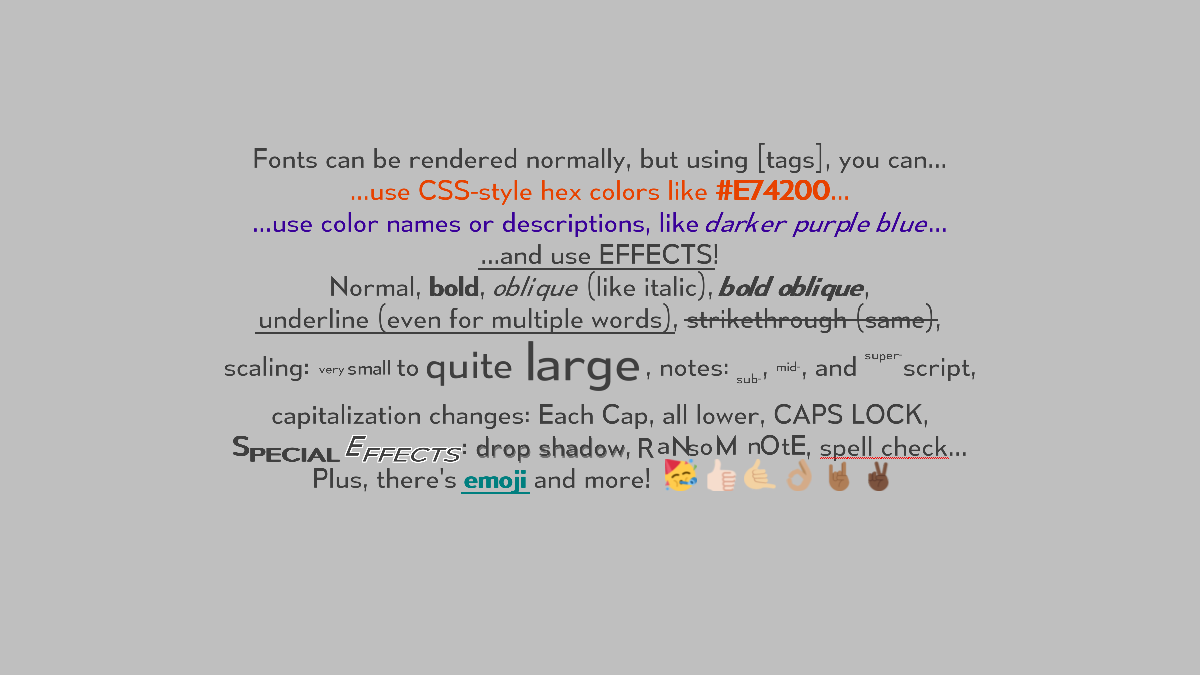 Fonts can be rendered normally, but using [tags], you can...
...use CSS-style hex colors like #E74200...
...use color names or descriptions, like darker purple blue...
...and use EFFECTS!
Normal, bold, oblique (like italic), bold oblique,
underline (even for multiple words), strikethrough (same),
scaling: very small to quite large, notes: sub-, mid-, and super-script,
capitalization changes: Each Cap, all lower, CAPS LOCK,
SPECIAL EFFECTS: drop shadow, RaNsoM nOtE, spell check...
Plus, there's emoji and more! 🥳👍🏻🤙🏼👌🏽🤘🏾✌🏿